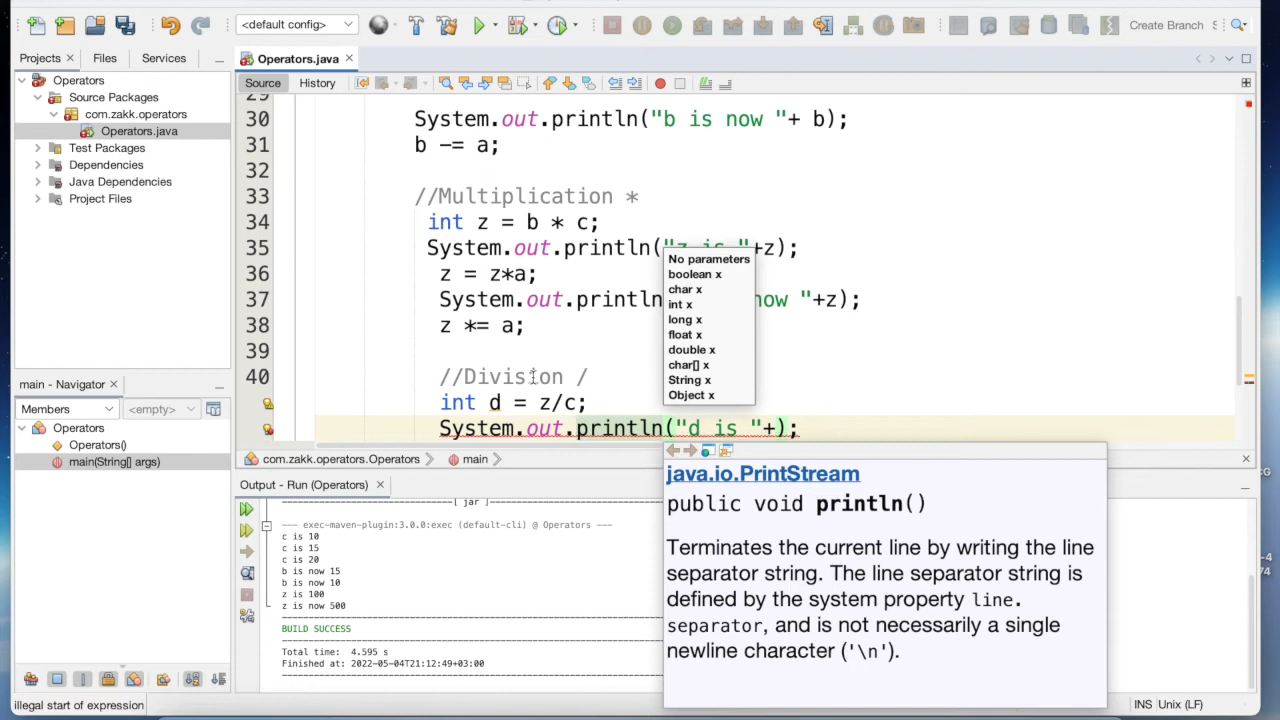 <default config>
Create Branch S
Projects
Files
Services
Operators.java
Operators
Source Packages
com.zakk.operators
Operators.java
Test Packages
Dependencies
Java Dependencies
Project Files
Source
History
29
30 System.out.println("b is now "+ b);
31 b -= a;
32
33 //Multiplication *
34 int z = b * c;
35 System.out.println("z is "+z);
36 z = z*a;
37 System.out.println now "+z);
38 z *= a;
39
40 //Division /
int d = z/c;
System.out.println("d is "+);
No parameters
boolean x
char x
int x
long x
float x
double x
char[] x
String x
Object x
main - Navigator
Members
<empty>
Operators
Operators()
main(String[] args)
com.zakk.operators.Operators
main
Output - Run (Operators)
[ jar ]
--- exec-maven-plugin:3.0.0:exec (default-cli) @ Operators ---
c is 10
c is 15
c is 20
b is now 15
b is now 10
z is 100
z is now 500
BUILD SUCCESS
Total time: 4.595 s
Finished at: 2022-05-04T21:12:49+03:00
java.io.PrintStream
public void println()
Terminates the current line by writing the line
separator string. The line separator string is
defined by the system property line.
separator, and is not necessarily a single
newline character ('\n').
illegal start of expression
INS
Unix (LF)